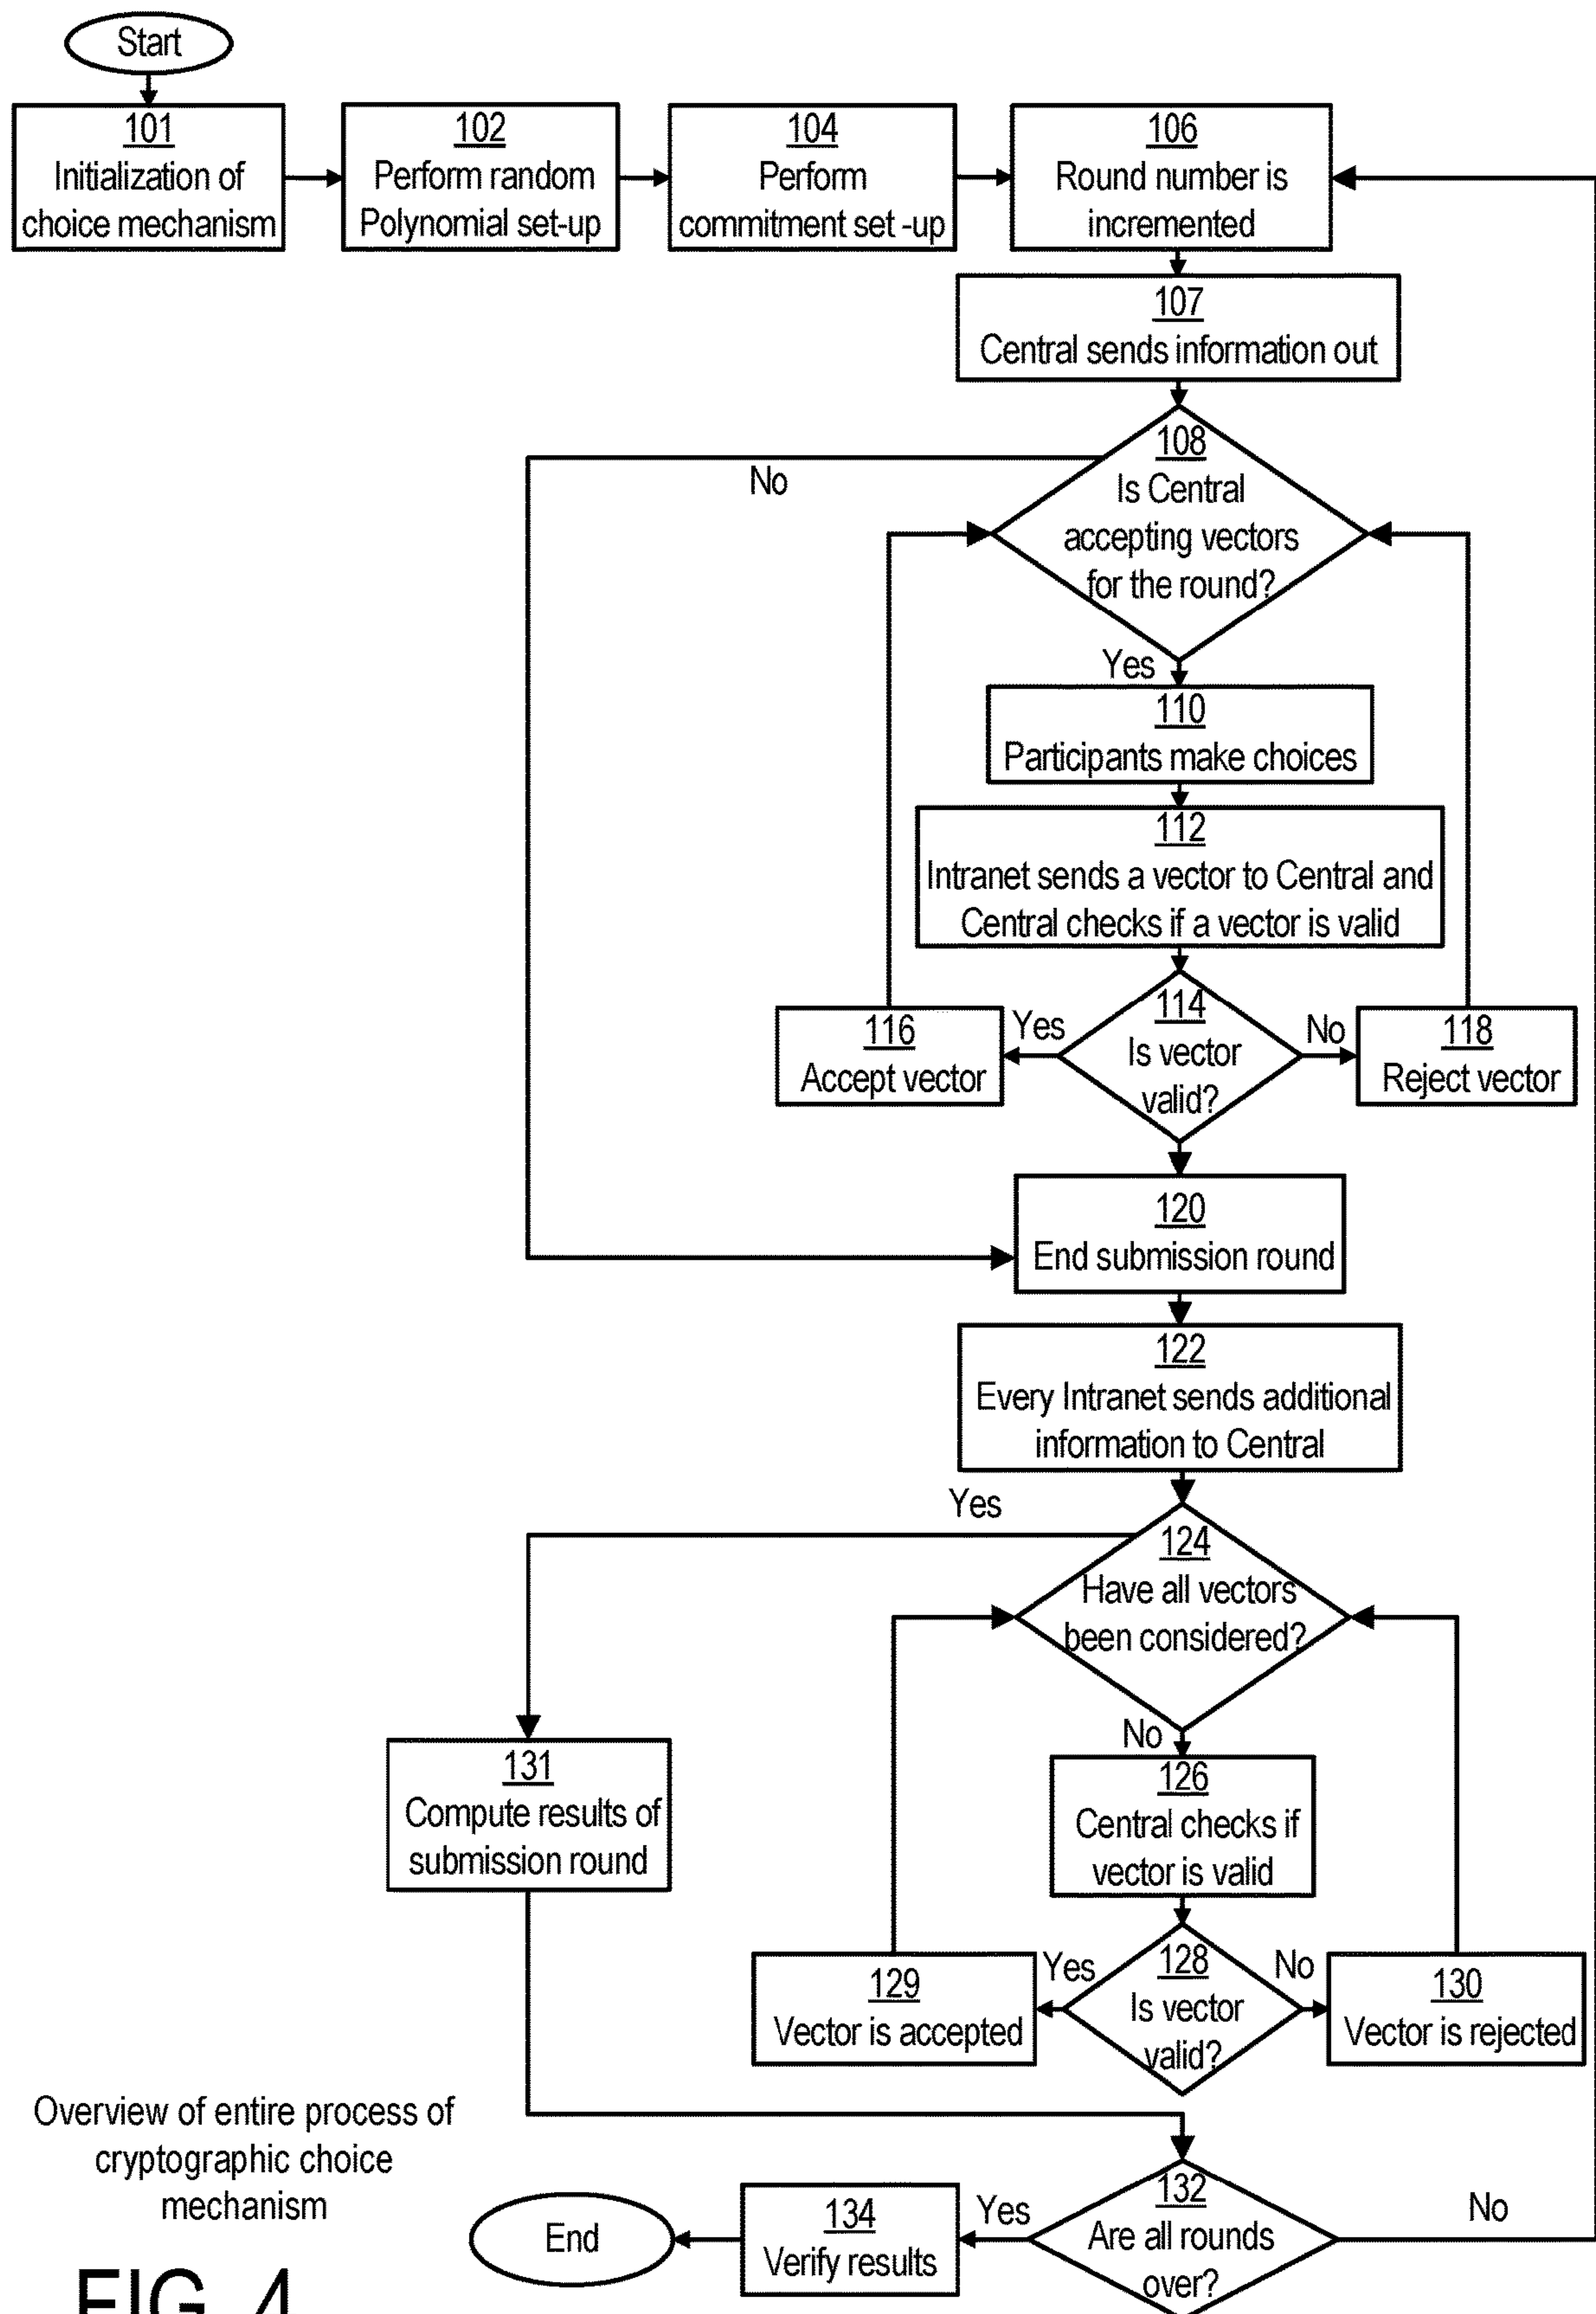 Start
101
Initialization of
choice mechanism
102
Perform random
Polynomial set-up
104
Perform
commitment set -up
106
Round number is
incremented
107
Central sends information out
108
Is Central
accepting vectors
for the round?
No
Yes
110
Participants make choices
112
Intranet sends a vector to Central and
Central checks if a vector is valid
114
Is vector
valid?
Yes
No
116
Accept vector
118
Reject vector
120
End submission round
122
Every Intranet sends additional
information to Central
Yes
124
Have all vectors
been considered?
No
131
Compute results of
submission round
126
Central checks if
vector is valid
128
Is vector
valid?
Yes
No
129
Vector is accepted
130
Vector is rejected
132
Are all rounds
over?
Yes
No
134
Verify results
End
Overview of entire process of
cryptographic choice
mechanism
FIG. 4